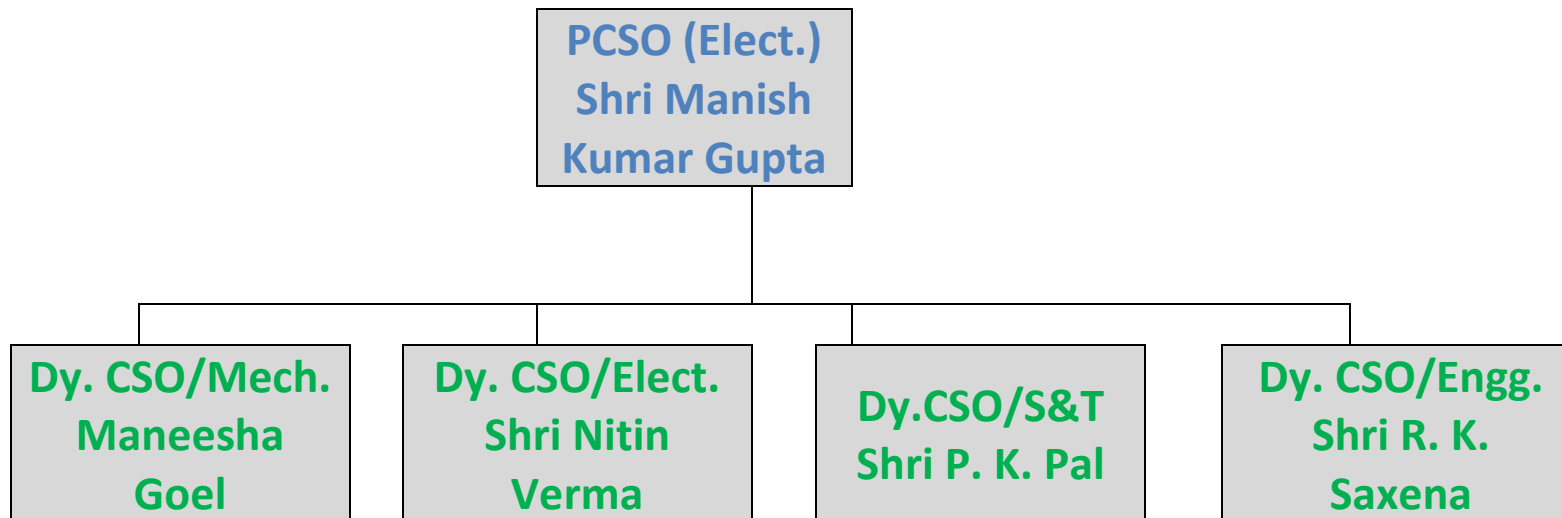 PCSO (Elect.)
Shri Manish
Kumar Gupta
Dy. CSO/Mech.
Maneesha
Goel
Dy. CSO/Elect.
Shri Nitin
Verma
Dy.CSO/S&T
Shri P. K. Pal
Dy. CSO/Engg.
Shri R. K.
Saxena